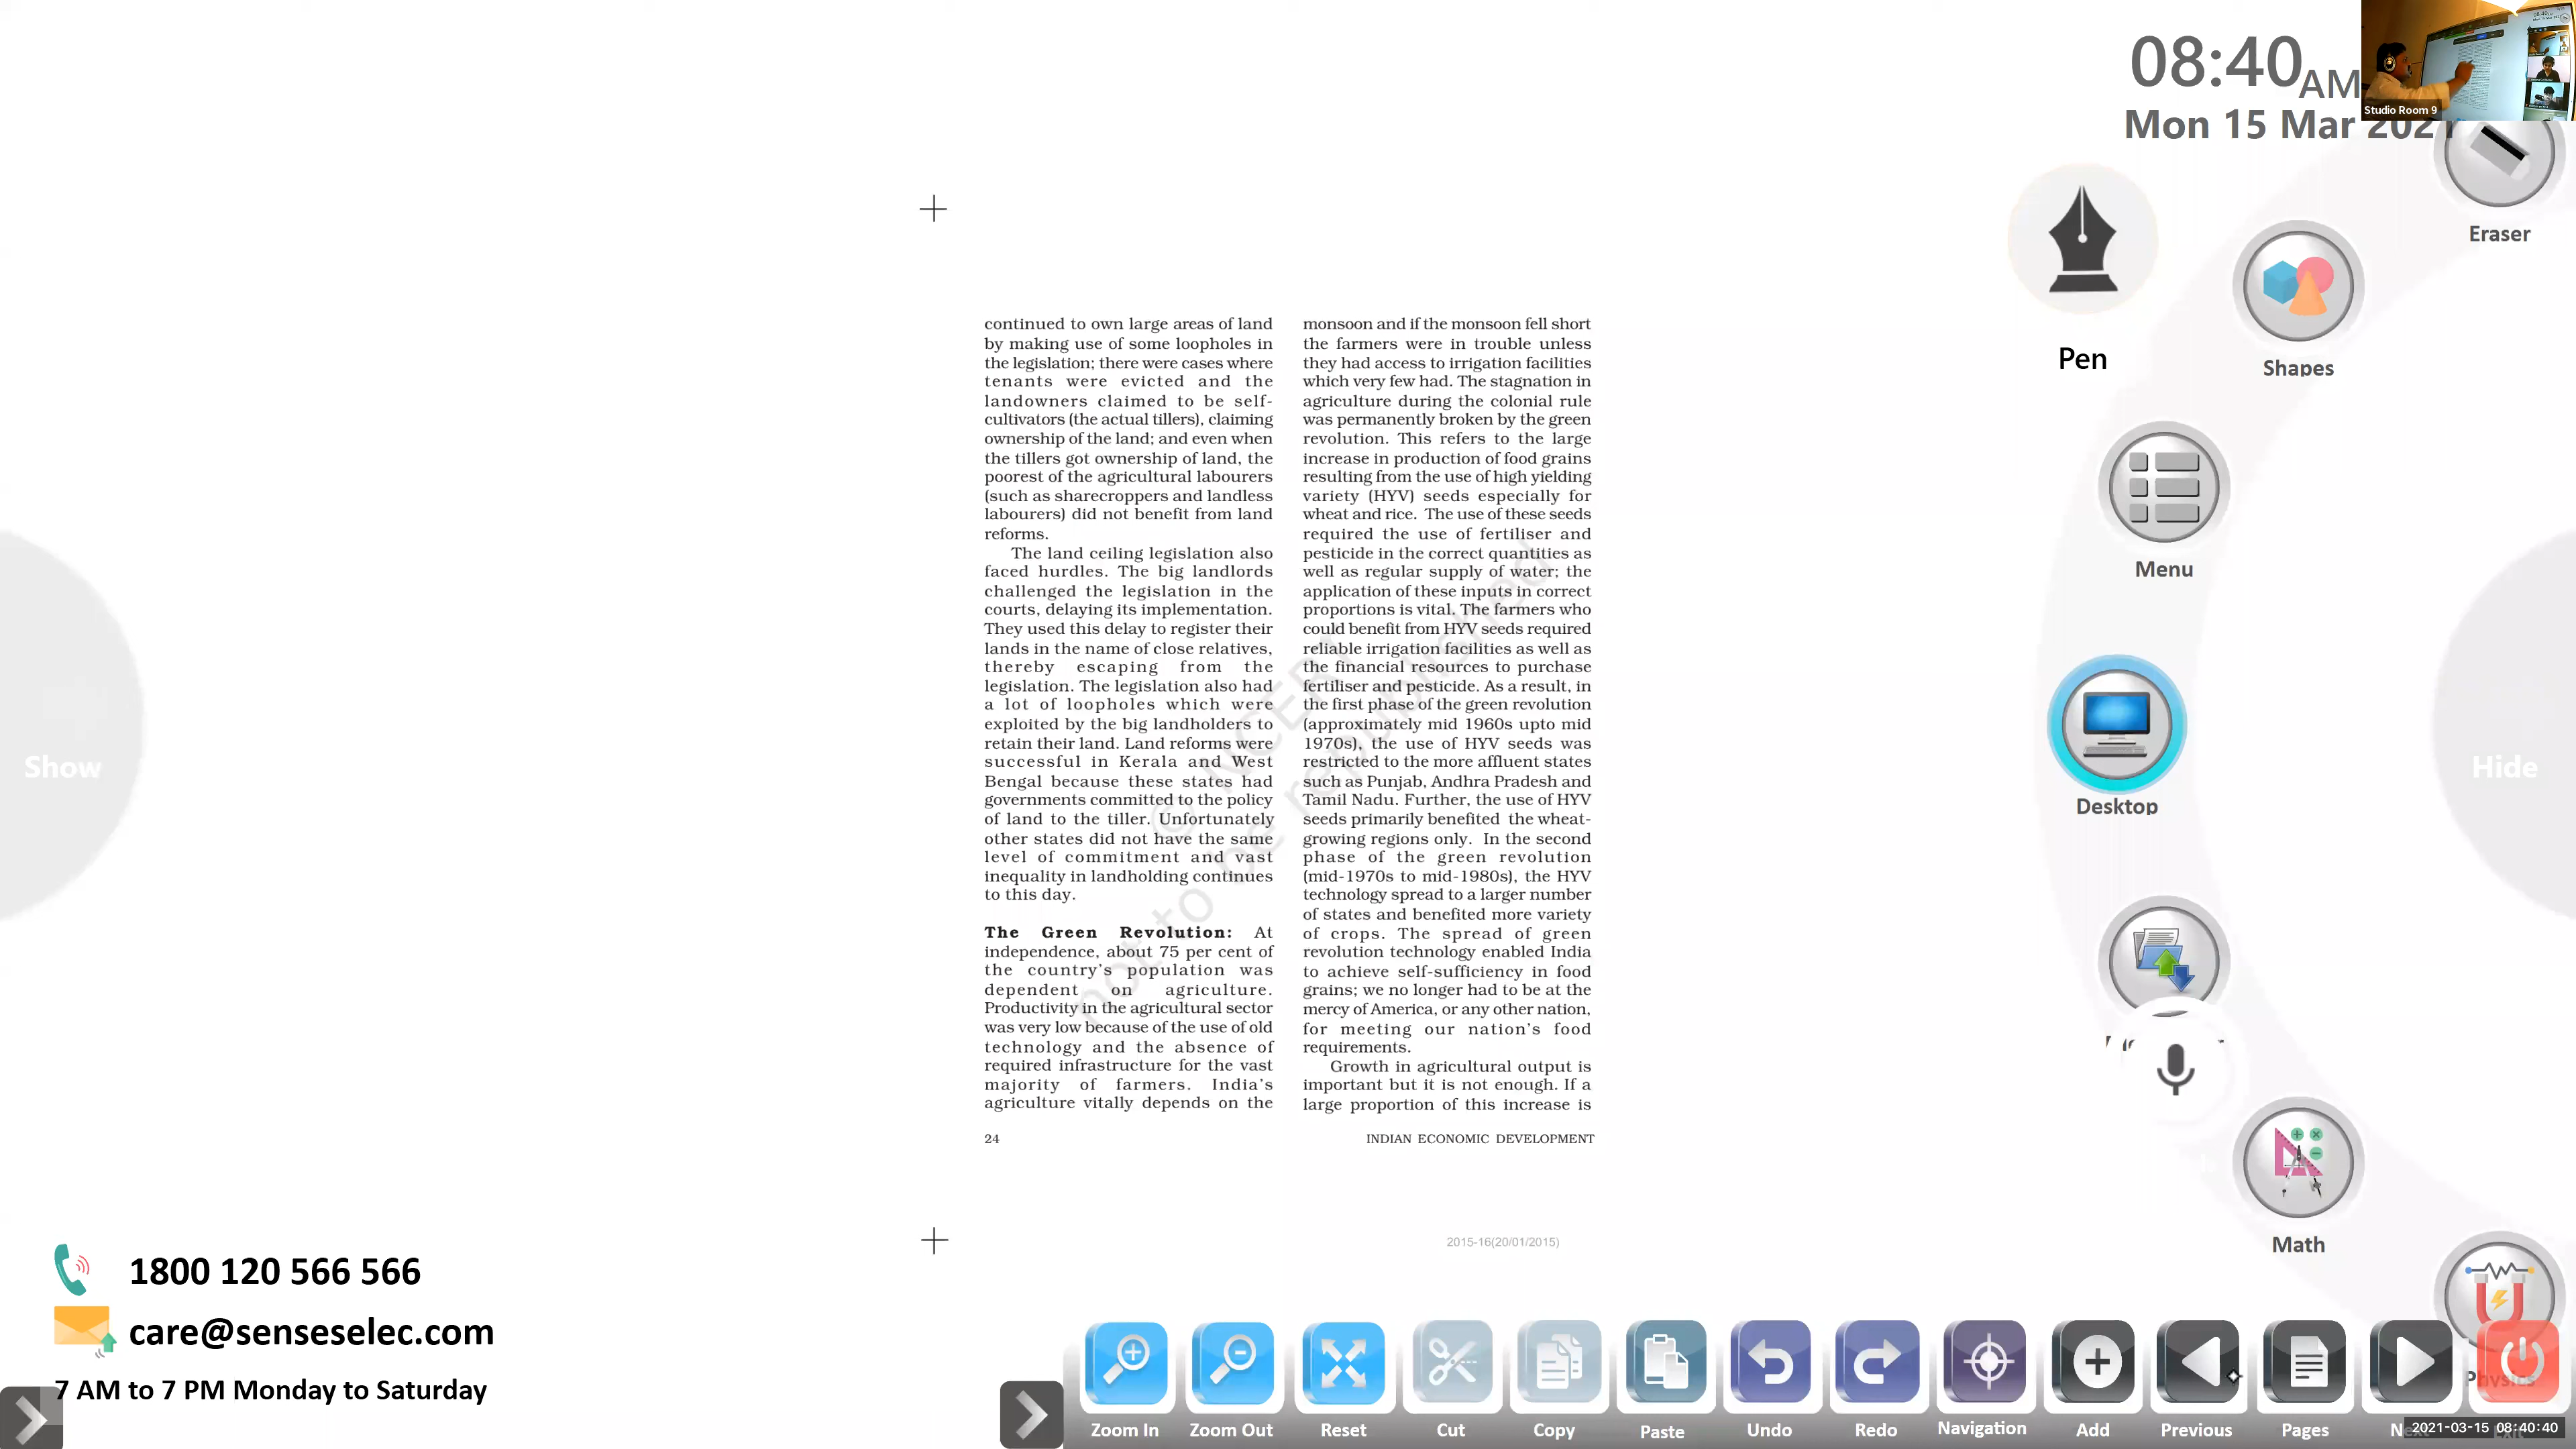 08:40 AM
Mon 15 Mar 2021
Studio Room 9
Eraser
Shapes
Pen
Menu
Desktop
Math
Show
Hide
continued to own large areas of land
by making use of some loopholes in
the legislation; there were cases where
tenants were evicted and the
landowners claimed to be self-
cultivators (the actual tillers), claiming
ownership of the land; and even when
the tillers got ownership of land, the
poorest of the agricultural labourers
(such as sharecroppers and landless
labourers) did not benefit from land
reforms.
The land ceiling legislation also
faced hurdles. The big landlords
challenged the legislation in the
courts, delaying its implementation.
They used this delay to register their
lands in the name of close relatives,
thereby escaping from the
legislation. The legislation also had
a lot of loopholes which were
exploited by the big landholders to
retain their land. Land reforms were
successful in Kerala and West
Bengal because these states had
governments committed to the policy
of land to the tiller. Unfortunately
other states did not have the same
level of commitment and vast
inequality in landholding continues
to this day.
The Green Revolution: At
independence, about 75 per cent of
the country's population was
dependent on agriculture.
Productivity in the agricultural sector
was very low because of the use of old
technology and the absence of
required infrastructure for the vast
majority of farmers. India's
agriculture vitally depends on the
monsoon and if the monsoon fell short
the farmers were in trouble unless
they had access to irrigation facilities
which very few had. The stagnation in
agriculture during the colonial rule
was permanently broken by the green
revolution. This refers to the large
increase in production of food grains
resulting from the use of high yielding
variety (HYV) seeds especially for
wheat and rice. The use of these seeds
required the use of fertiliser and
pesticide in the correct quantities as
well as regular supply of water; the
application of these inputs in correct
proportions is vital. The farmers who
could benefit from HYV seeds required
reliable irrigation facilities as well as
the financial resources to purchase
fertiliser and pesticide. As a result, in
the first phase of the green revolution
(approximately mid 1960s upto mid
1970s), the use of HYV seeds was
restricted to the more affluent states
such as Punjab, Andhra Pradesh and
Tamil Nadu. Further, the use of HYV
seeds primarily benefited the wheat-
growing regions only. In the second
phase of the green revolution
(mid-1970s to mid-1980s), the HYV
technology spread to a larger number
of states and benefited more variety
of crops. The spread of green
revolution technology enabled India
to achieve self-sufficiency in food
grains; we no longer had to be at the
mercy of America, or any other nation,
for meeting our nation's food
requirements.
Growth in agricultural output is
important but it is not enough. If a
large proportion of this increase is
© NCERT
not to be republished
24
INDIAN ECONOMIC DEVELOPMENT
2015-16(20/01/2015)
1800 120 566 566
care@senseselec.com
7 AM to 7 PM Monday to Saturday
Zoom In
Zoom Out
Reset
Cut
Copy
Paste
Undo
Redo
Navigation
Add
Previous
Pages
Physics
2021-03-15 08:40:40